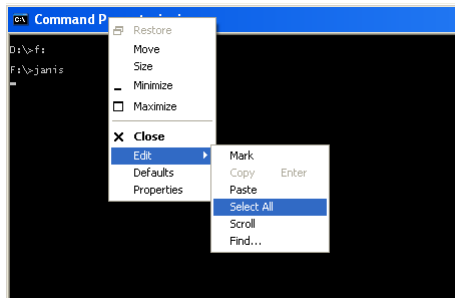 Command P
D:\>f:
F:\>janis
Restore
Move
Size
Minimize
Maximize
Close
Edit
Defaults
Properties
Mark
Copy Enter
Paste
Select All
Scroll
Find...